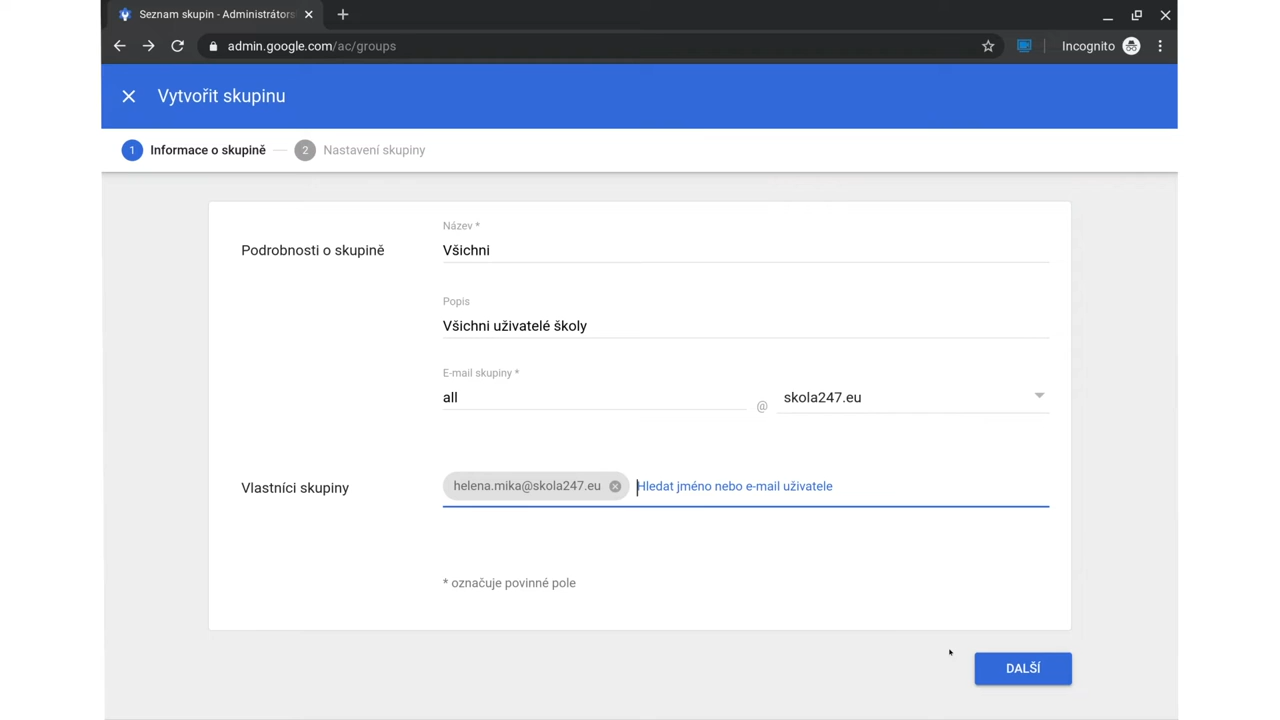 Seznam skupin - Administrátors
admin.google.com/ac/groups
Incognito
Vytvořit skupinu
1 Informace o skupině
2 Nastavení skupiny
Podrobnosti o skupině
Název *
Všichni
Popis
Všichni uživatelé školy
E-mail skupiny *
all @ skola247.eu
Vlastníci skupiny
helena.mika@skola247.eu Hledat jméno nebo e-mail uživatele
* označuje povinné pole
DALŠÍ